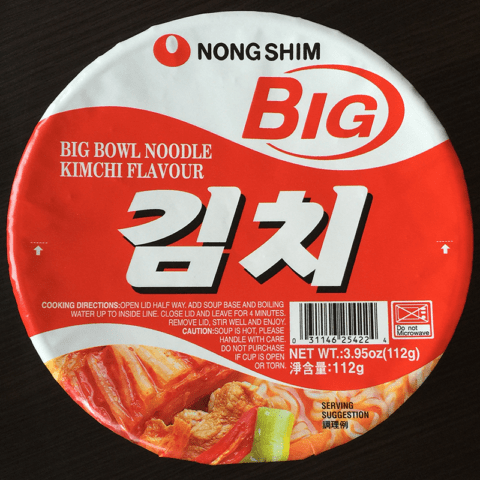 NONGSHIM
BIG
BIG BOWL NOODLE
KIMCHI FLAVOUR
김치
COOKING DIRECTIONS:OPEN LID HALF WAY. ADD SOUP BASE AND BOILING
WATER UP TO INSIDE LINE. CLOSE LID AND LEAVE FOR 4 MINUTES.
REMOVE LID, STIR WELL AND ENJOY.
CAUTION:SOUP IS HOT, PLEASE
HANDLE WITH CARE.
DO NOT PURCHASE
IF CUP IS OPEN
OR TORN.
0 31146 25422 4
Do not
Microwave
NET WT.:3.95oz(112g)
淨含量:112g
SERVING
SUGGESTION
調理例